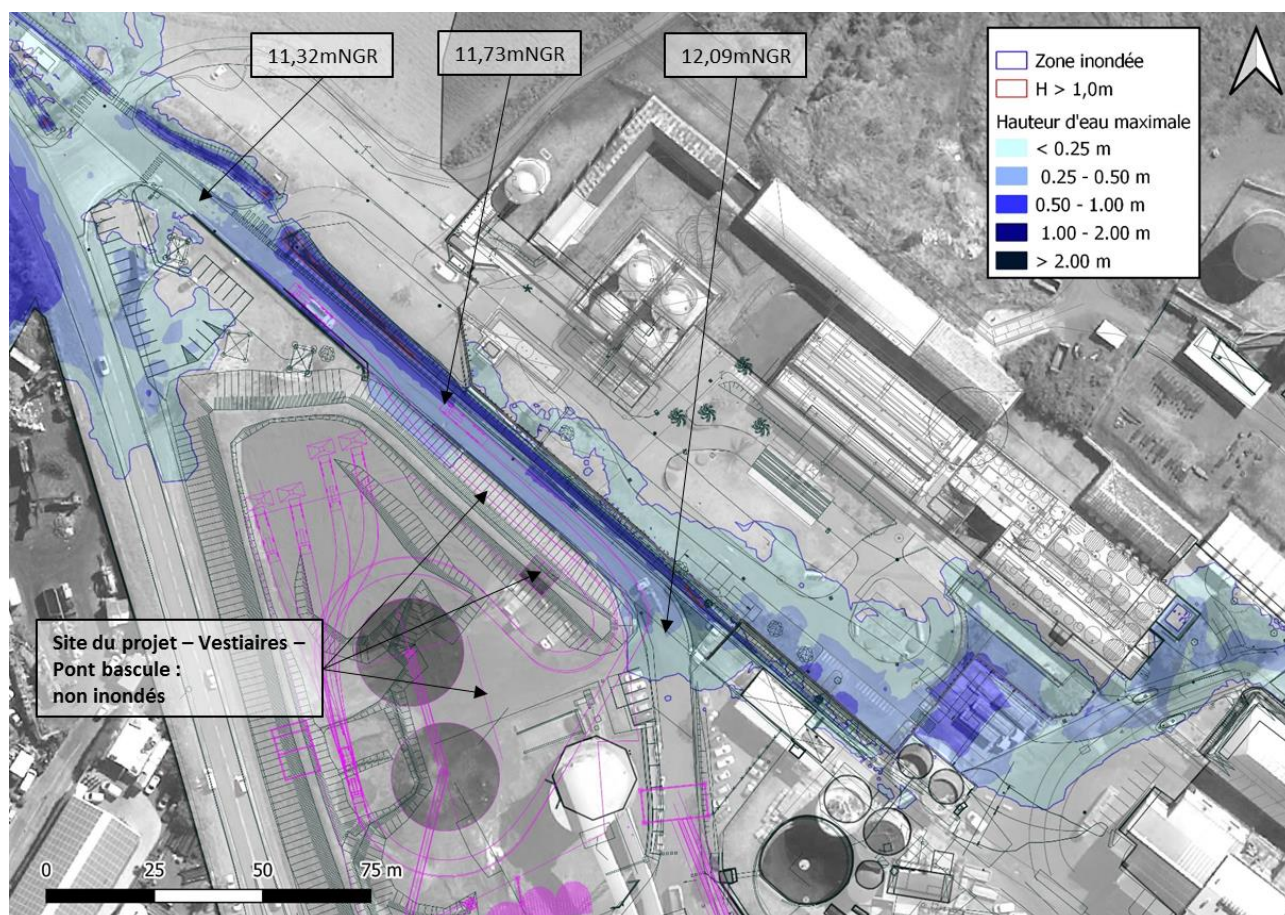 11,32mNGR
11,73mNGR
12,09mNGR
Zone inondée
H > 1,0m
Hauteur d'eau maximale
< 0.25 m
0.25 - 0.50 m
0.50 - 1.00 m
1.00 - 2.00 m
> 2.00 m
Site du projet – Vestiaires –
Pont bascule :
non inondés
0 25 50 75 m